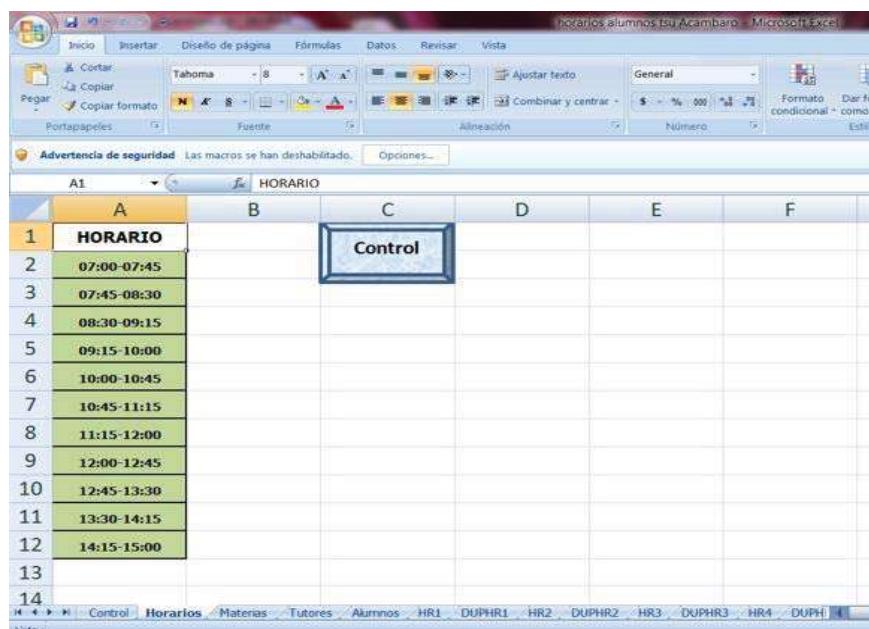 horarios alumnos tsu Acambaro - Microsoft Excel
Inicio Insertar Diseño de página Fórmulas Datos Revisar Vista
Pegar
Cortar
Copiar
Copiar formato
Portapapeles
Tahoma 8 A A
N K S A
Fuente
Ajustar texto
Combinar y centrar
Alineación
General
$ % 000
Número
Formato
condicional
Dar f
como
Esti
Advertencia de seguridad Las macros se han deshabilitado. Opciones...
A1 fx HORARIO
A B C D E F
1 HORARIO Control
2 07:00-07:45
3 07:45-08:30
4 08:30-09:15
5 09:15-10:00
6 10:00-10:45
7 10:45-11:15
8 11:15-12:00
9 12:00-12:45
10 12:45-13:30
11 13:30-14:15
12 14:15-15:00
13
14
Control Horarios Materias Tutores Alumnos HR1 DUPHR1 HR2 DUPHR2 HR3 DUPHR3 HR4 DUPH